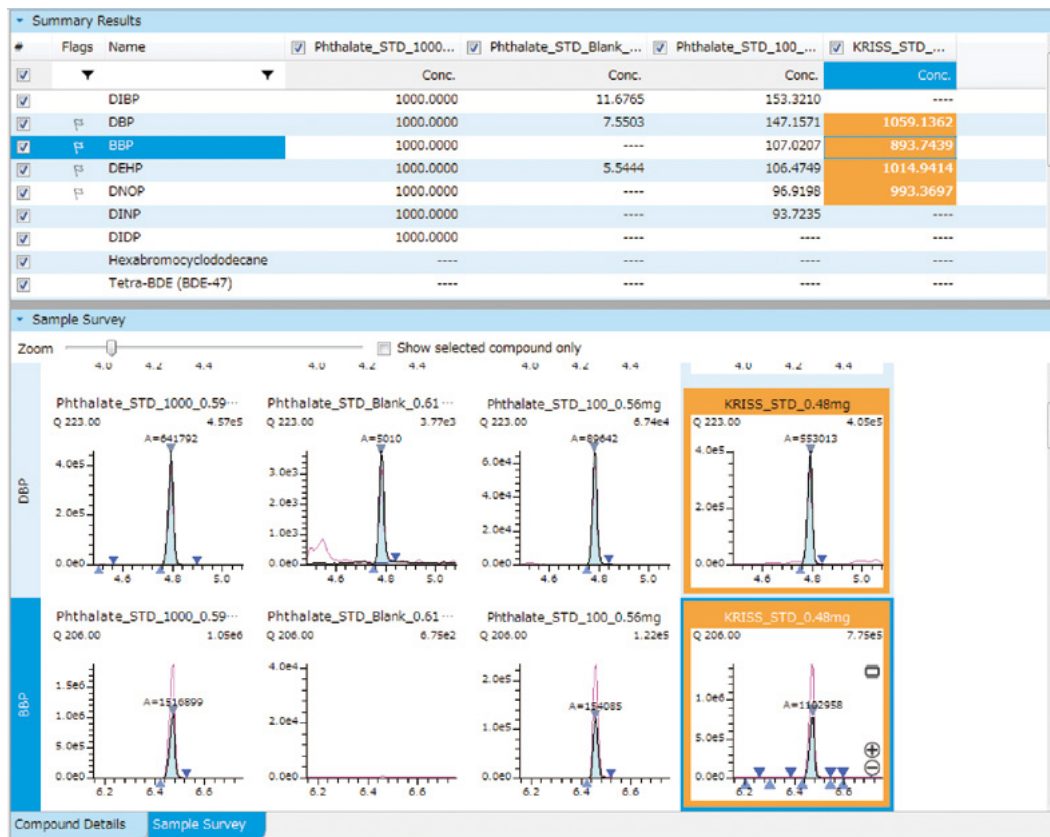 Summary Results
# Flags Name Phthalate_STD_1000... Phthalate_STD_Blank_... Phthalate_STD_100_... KRISS_STD_...
Conc. Conc. Conc. Conc.
DIBP 1000.0000 11.6765 153.3210 ----
DBP 1000.0000 7.5503 147.1571 1059.1362
BBP 1000.0000 ---- 107.0207 893.7439
DEHP 1000.0000 5.5444 106.4749 1014.9414
DNOP 1000.0000 ---- 96.9198 993.3697
DINP 1000.0000 ---- 93.7235 ----
DIDP 1000.0000 ---- ---- ----
Hexabromocyclododecane ---- ---- ---- ----
Tetra-BDE (BDE-47) ---- ---- ---- ----
Sample Survey
Zoom Show selected compound only
4.0 4.2 4.4 4.0 4.2 4.4 4.0 4.2 4.4 4.0 4.2 4.4
DBP
Phthalate_STD_1000_0.59··· Phthalate_STD_Blank_0.61··· Phthalate_STD_100_0.56mg KRISS_STD_0.48mg
Q 223.00 4.57e5 Q 223.00 3.77e3 Q 223.00 6.74e4 Q 223.00 4.05e5
A=641792 A=5010 A=89642 A=553013
4.0e5 3.0e3 6.0e4 4.0e5
2.0e5 2.0e3 4.0e4 2.0e5
1.0e3 2.0e4
0.0e0 0.0e0 0.0e0 0.0e0
4.6 4.8 5.0 4.6 4.8 5.0 4.6 4.8 5.0 4.6 4.8 5.0
BBP
Phthalate_STD_1000_0.59··· Phthalate_STD_Blank_0.61··· Phthalate_STD_100_0.56mg KRISS_STD_0.48mg
Q 206.00 1.05e6 Q 206.00 6.75e2 Q 206.00 1.22e5 Q 206.00 7.75e5
A=1516899 A=154085 A=1102958
1.5e6 4.0e4 2.0e5
1.0e6 2.0e4 1.0e5 1.0e6
5.0e5 5.0e5
0.0e0 0.0e0 0.0e0 0.0e0
6.2 6.4 6.6 6.2 6.4 6.6 6.2 6.4 6.6 6.2 6.4 6.6
Compound Details Sample Survey